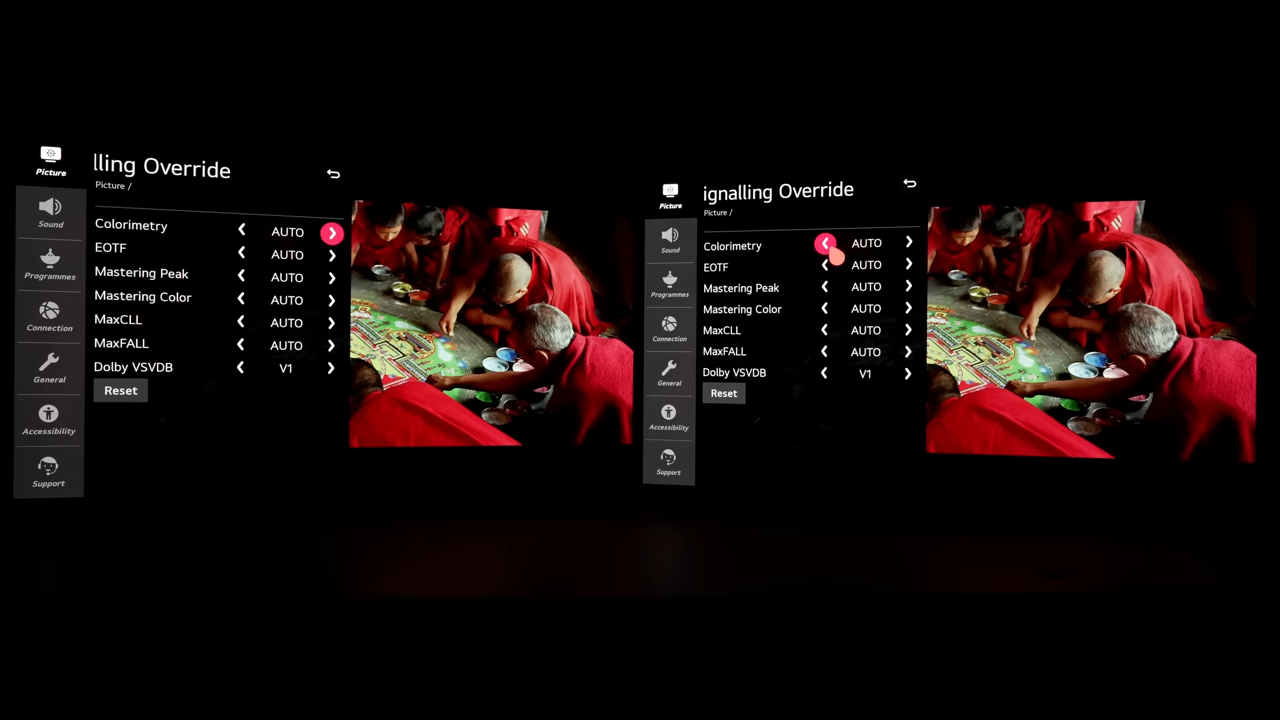 lling Override
Picture /
Picture
Sound
Programmes
Connection
General
Accessibility
Support
Colorimetry AUTO
EOTF AUTO
Mastering Peak AUTO
Mastering Color AUTO
MaxCLL AUTO
MaxFALL AUTO
Dolby VSVDB V1
Reset
ignalling Override
Picture /
Picture
Sound
Programmes
Connection
General
Accessibility
Support
Colorimetry AUTO
EOTF AUTO
Mastering Peak AUTO
Mastering Color AUTO
MaxCLL AUTO
MaxFALL AUTO
Dolby VSVDB V1
Reset